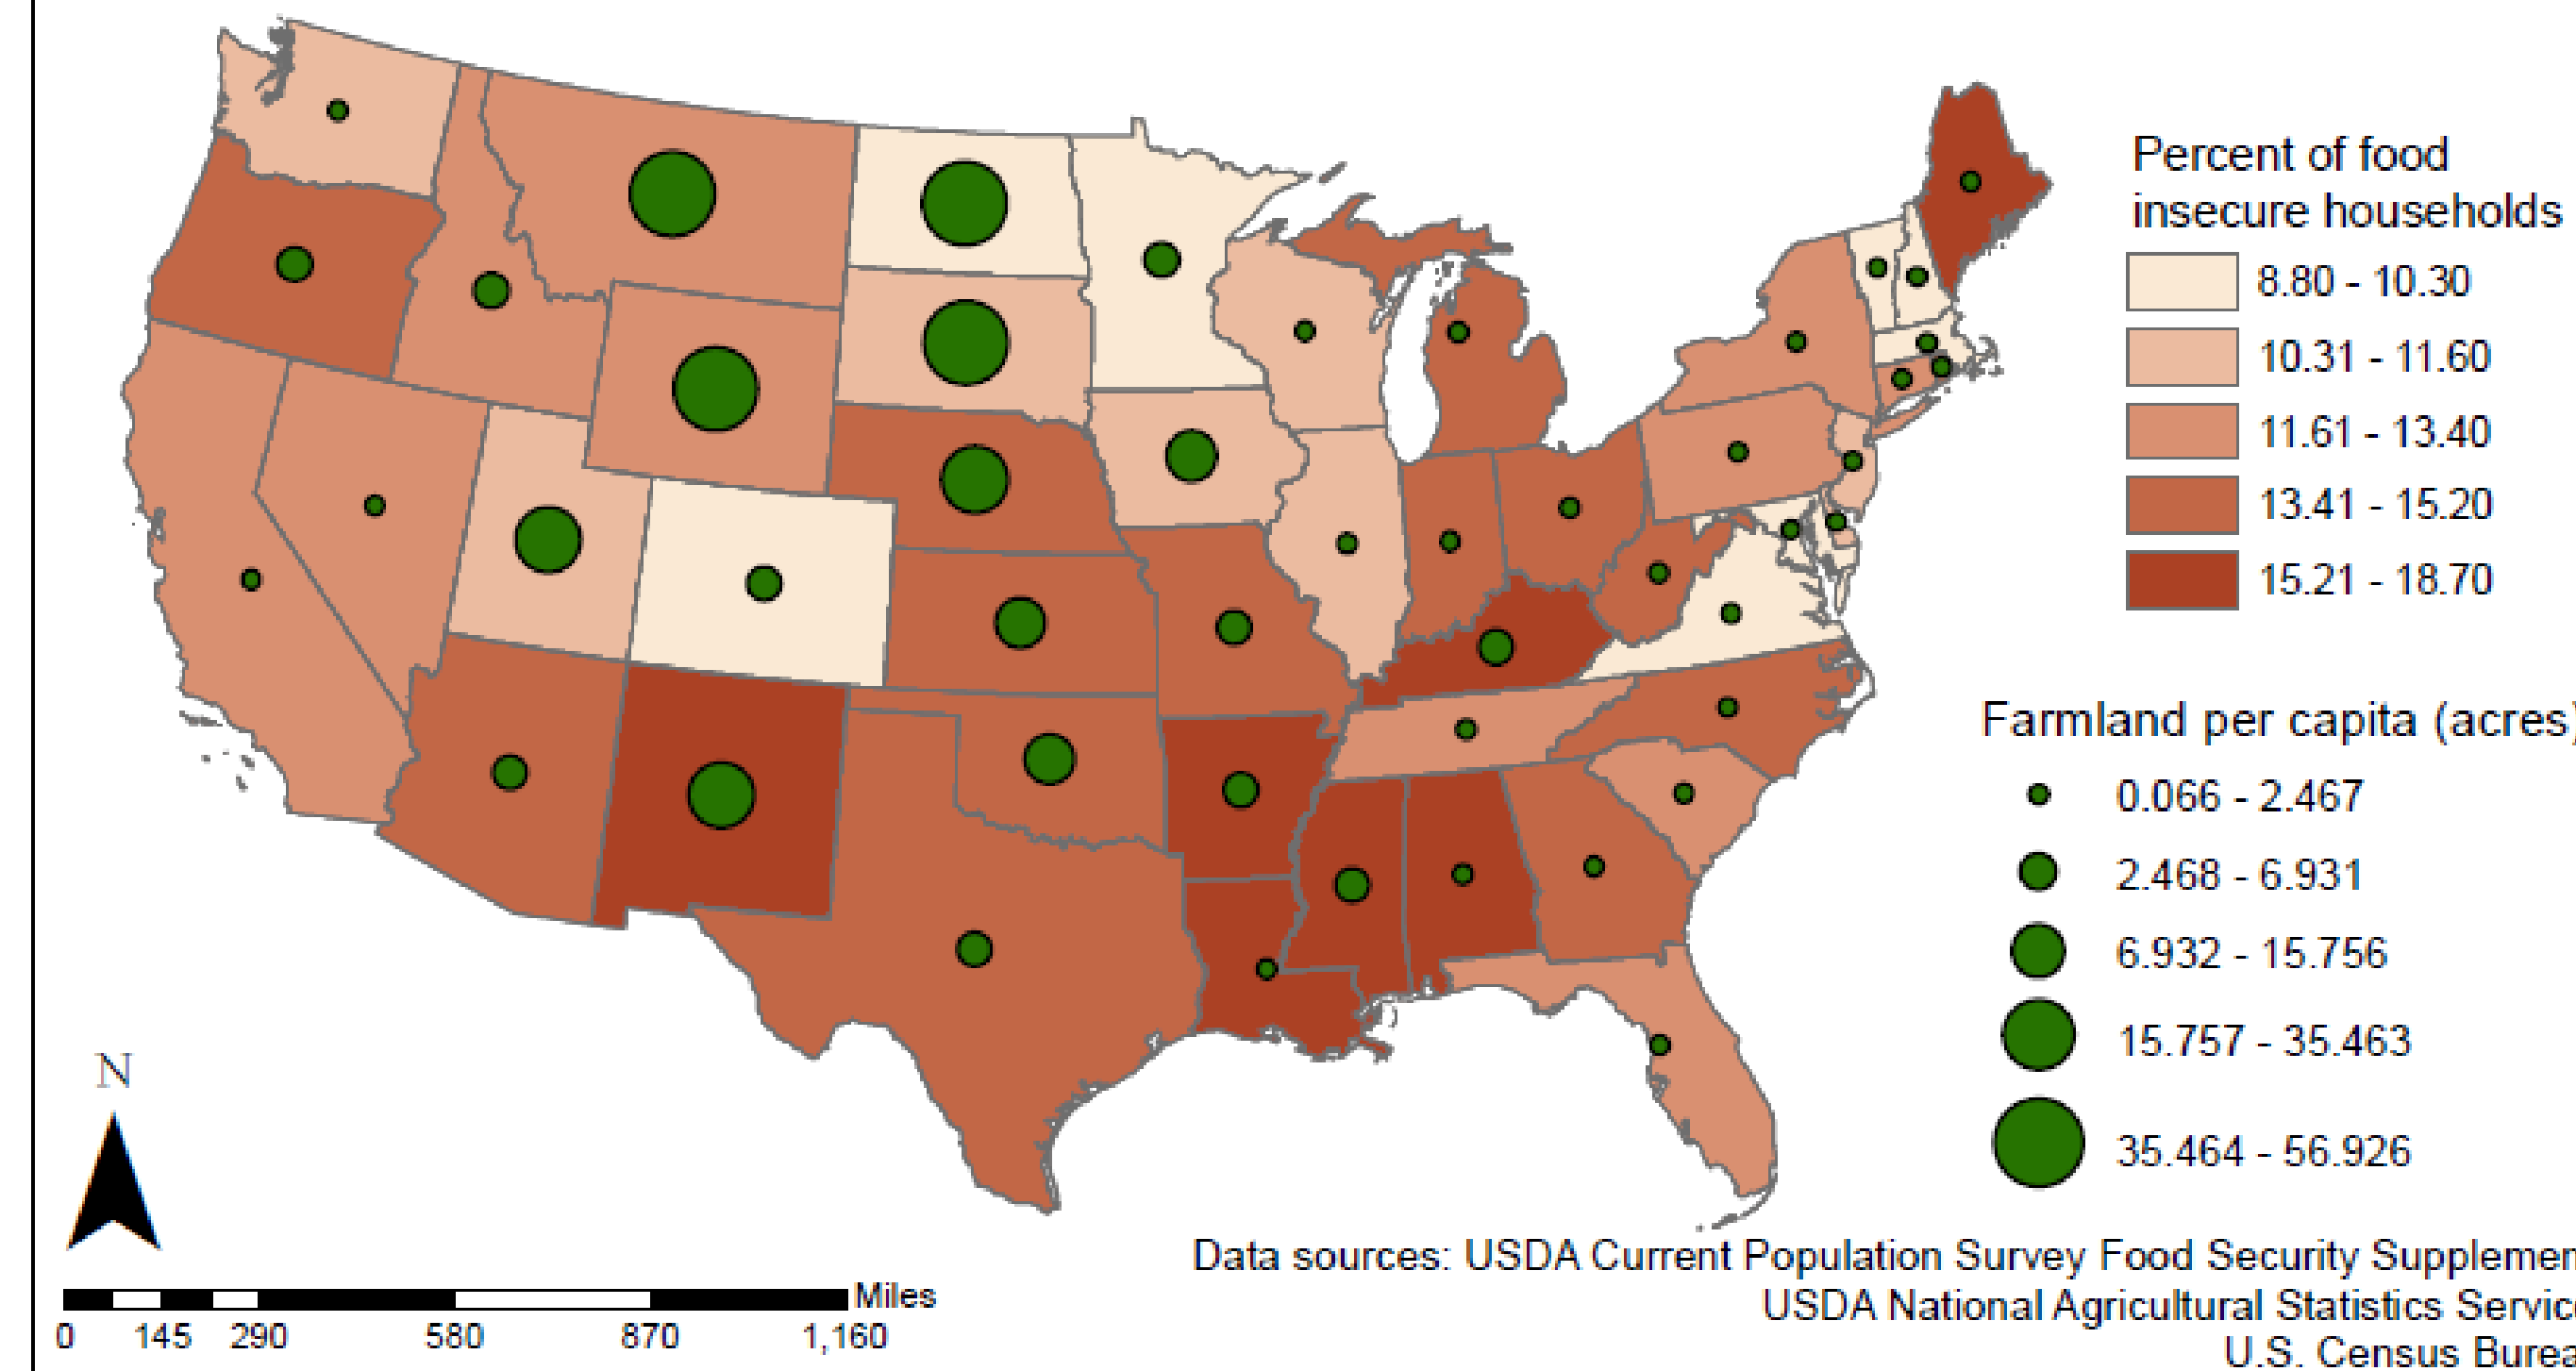 Percent of food
insecure households
8.80 - 10.30
10.31 - 11.60
11.61 - 13.40
13.41 - 15.20
15.21 - 18.70
Farmland per capita (acres)
0.066 - 2.467
2.468 - 6.931
6.932 - 15.756
15.757 - 35.463
35.464 - 56.926
N
Miles
0 145 290 580 870 1,160
Data sources: USDA Current Population Survey Food Security Supplemen
USDA National Agricultural Statistics Servic
U.S. Census Burea